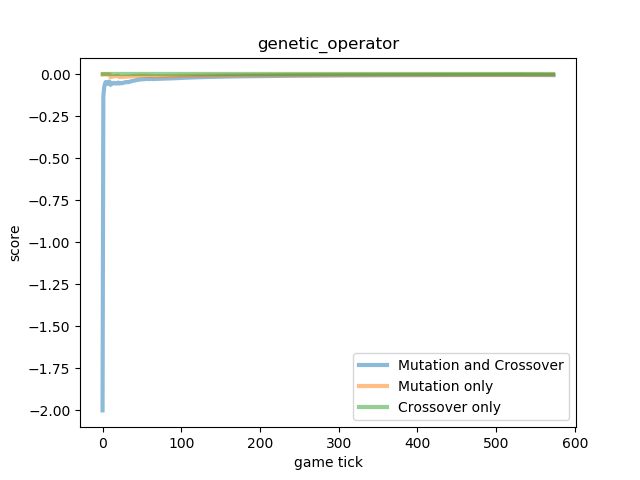 genetic_operator
0.00
−0.25
−0.50
−0.75
−1.00
−1.25
−1.50
−1.75
−2.00
score
Mutation and Crossover
Mutation only
Crossover only
0 100 200 300 400 500 600
game tick